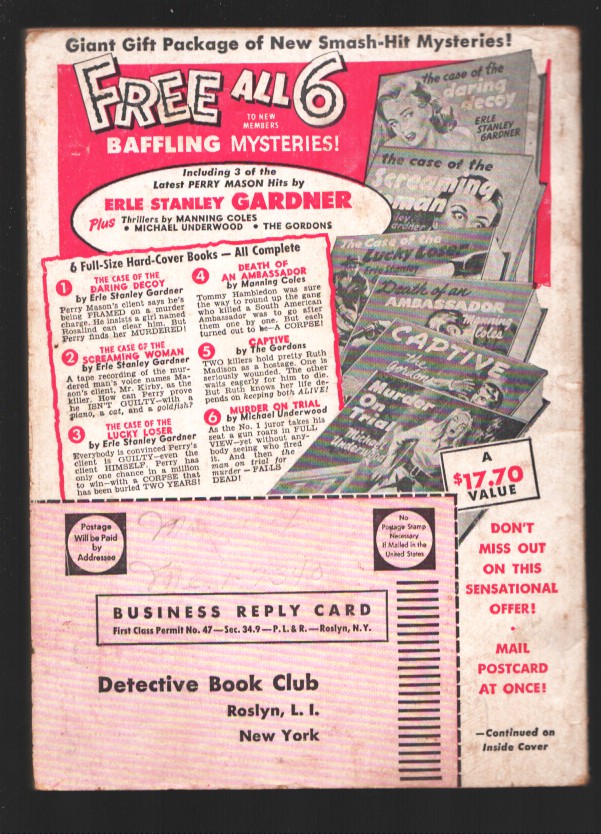 Giant Gift Package of New Smash-Hit Mysteries!
FREE ALL 6
TO NEW
MEMBERS
BAFFLING MYSTERIES!
Including 3 of the
Latest PERRY MASON Hits by
ERLE STANLEY GARDNER
Plus Thrillers by MANNING COLES
• MICHAEL UNDERWOOD • THE GORDONS
the case of the
daring decoy
ERLE
STANLEY
GARDNER
the case of the
Screaming
The Case of the
Lucky Loser
Erle Stanley
Death of an
AMBASSADOR
Manning
Coles
CAPTIVE
the
Murder
On
Trial
Michael
6 Full-Size Hard-Cover Books — All Complete
1 THE CASE OF THE
DARING DECOY
by Erle Stanley Gardner
Perry Mason's client says he's
being FRAMED on a murder
charge. He insists a girl named
Rosalind can clear him. But
Perry finds her MURDERED!
2 THE CASE OF THE
SCREAMING WOMAN
by Erle Stanley Gardner
A tape recording of the mur-
dered man's voice names Ma-
son's client, Mr. Kirby, as the
killer. How can Perry prove
he ISN'T GUILTY—with a
piano, a cat, and a goldfish?
3 THE CASE OF THE
LUCKY LOSER
by Erle Stanley Gardner
Everybody is convinced Perry's
client is GUILTY—even the
client HIMSELF. Perry has
only one chance in a million
to win—with a CORPSE that
has been buried TWO YEARS!
4 DEATH OF
AN AMBASSADOR
by Manning Coles
Tommy Hambledon was sure
the way to round up the gang
who killed a South American
Ambassador was to go after
them one by one. But each
turned out to be—A CORPSE!
5 CAPTIVE
by The Gordons
TWO killers hold pretty Ruth
Madison as a hostage. One is
seriously wounded. The other
waits eagerly for him to die.
But Ruth knows her life de-
pends on keeping both ALIVE!
6 MURDER ON TRIAL
by Michael Underwood
As the No. 1 juror takes his
seat a gun roars in FULL
VIEW—yet without any-
body seeing who fired
it. And then the
man on trial for
murder —FALLS
DEAD!
A
$17.70
VALUE
DON'T
MISS OUT
ON THIS
SENSATIONAL
OFFER!
•
MAIL
POSTCARD
AT ONCE!
—Continued on
Inside Cover
Postage
Will be Paid
by
Addressee
No
Postage Stamp
Necessary
If Mailed in the
United States
BUSINESS REPLY CARD
First Class Permit No. 47—Sec. 34.9—P. L. & R.—Roslyn, N.Y.
Detective Book Club
Roslyn, L. I.
New York